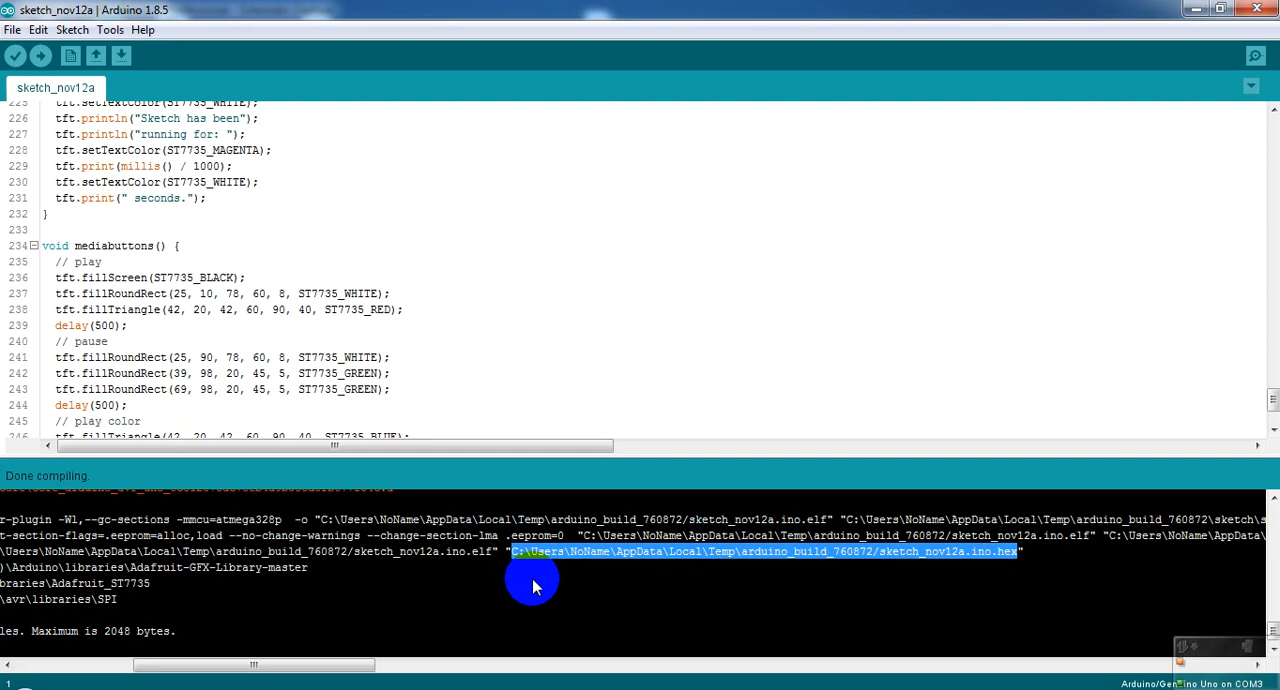 sketch_nov12a | Arduino 1.8.5
File Edit Sketch Tools Help
sketch_nov12a
225 tft.setTextColor(ST7735_WHITE);
226 tft.println("Sketch has been");
227 tft.println("running for: ");
228 tft.setTextColor(ST7735_MAGENTA);
229 tft.print(millis() / 1000);
230 tft.setTextColor(ST7735_WHITE);
231 tft.print(" seconds.");
232 }
233
234 void mediabuttons() {
235 // play
236 tft.fillScreen(ST7735_BLACK);
237 tft.fillRoundRect(25, 10, 78, 60, 8, ST7735_WHITE);
238 tft.fillTriangle(42, 20, 42, 60, 90, 40, ST7735_RED);
239 delay(500);
240 // pause
241 tft.fillRoundRect(25, 90, 78, 60, 8, ST7735_WHITE);
242 tft.fillRoundRect(39, 98, 20, 45, 5, ST7735_GREEN);
243 tft.fillRoundRect(69, 98, 20, 45, 5, ST7735_GREEN);
244 delay(500);
245 // play color
246 tft.fillTriangle(42, 20, 42, 60, 90, 40, ST7735_BLUE);
Done compiling.
r-plugin -Wl,--gc-sections -mmcu=atmega328p -o "C:\Users\NoName\AppData\Local\Temp\arduino_build_760872/sketch_nov12a.ino.elf" "C:\Users\NoName\AppData\Local\Temp\arduino_build_760872\sketch\s
t-section-flags=.eeprom=alloc,load --no-change-warnings --change-section-lma .eeprom=0 "C:\Users\NoName\AppData\Local\Temp\arduino_build_760872/sketch_nov12a.ino.elf" "C:\Users\NoName\AppData\
\Users\NoName\AppData\Local\Temp\arduino_build_760872/sketch_nov12a.ino.elf" "C:\Users\NoName\AppData\Local\Temp\arduino_build_760872/sketch_nov12a.ino.hex"
)\Arduino\libraries\Adafruit-GFX-Library-master
braries\Adafruit_ST7735
\avr\libraries\SPI
les. Maximum is 2048 bytes.
1 Arduino/Genuino Uno on COM3